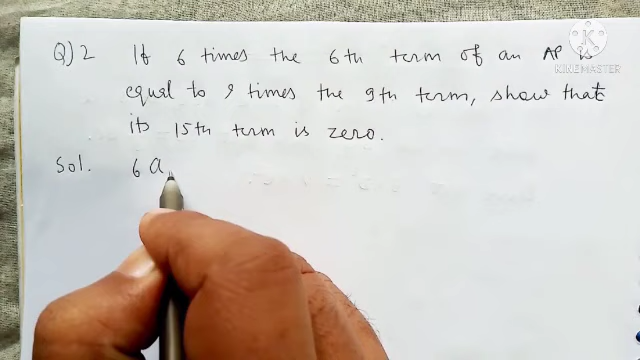 Q) 2 If 6 times the 6th term of an AP is
equal to 9 times the 9th term, show that
its 15th term is zero.
Sol. 6 a
KINEMASTER